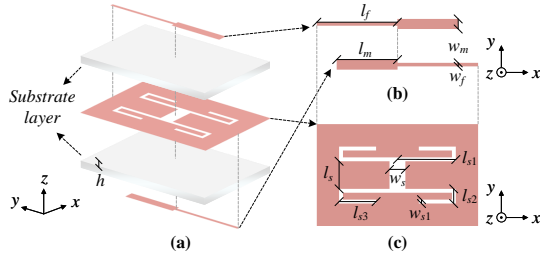 l_f
l_m
w_m
w_f
y
z
x
(b)
Substrate
layer
h
z
y
x
(a)
l_s
w_s
l_s1
l_s2
l_s3
w_s1
y
z
x
(c)